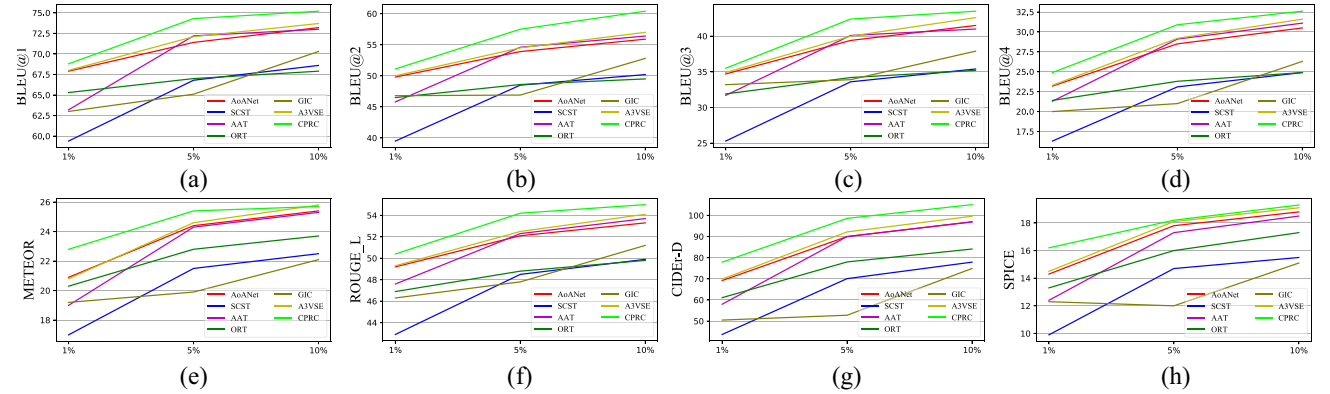 BLEU@1
75,0
72,5
70,0
67,5
65,0
62,5
60,0
1% 5% 10%
AoANet GIC
SCST A3VSE
AAT CPRC
ORT
(a)
BLEU@2
60
55
50
45
40
1% 5% 10%
AoANet GIC
SCST A3VSE
AAT CPRC
ORT
(b)
BLEU@3
40
35
30
25
1% 5% 10%
AoANet GIC
SCST A3VSE
AAT CPRC
ORT
(c)
BLEU@4
32,5
30,0
27,5
25,0
22,5
20,0
17,5
1% 5% 10%
AoANet GIC
SCST A3VSE
AAT CPRC
ORT
(d)
METEOR
26
24
22
20
18
1% 5% 10%
AoANet GIC
SCST A3VSE
AAT CPRC
ORT
(e)
ROUGE_L
54
52
50
48
46
44
1% 5% 10%
AoANet GIC
SCST A3VSE
AAT CPRC
ORT
(f)
CIDEr-D
100
90
80
70
60
50
1% 5% 10%
AoANet GIC
SCST A3VSE
AAT CPRC
ORT
(g)
SPICE
18
16
14
12
10
1% 5% 10%
AoANet GIC
SCST A3VSE
AAT CPRC
ORT
(h)